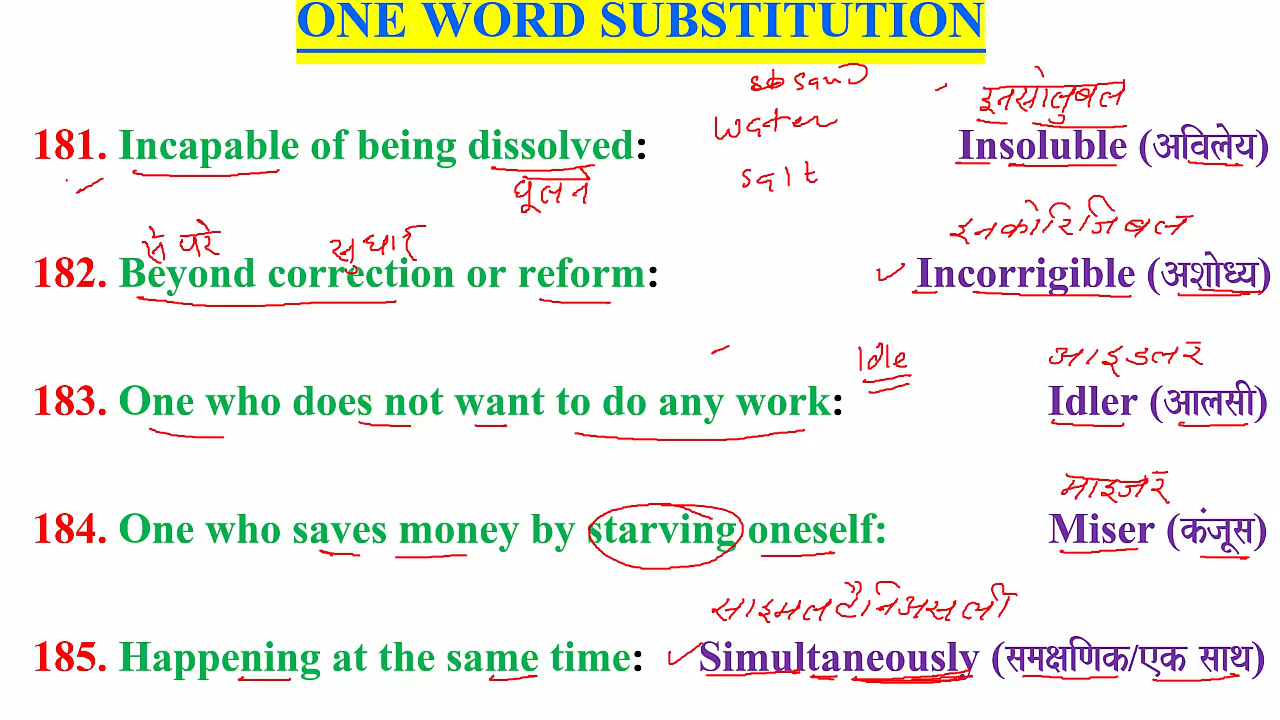 ONE WORD SUBSTITUTION
sand
water इनसोलुबल
181. Incapable of being dissolved: Insoluble (अविलेय)
घूलने salt
से परे सुधार इनकोरिजिबल
182. Beyond correction or reform: Incorrigible (अशोध्य)
Idle आइडलर
183. One who does not want to do any work: Idler (आलसी)
माइजर
184. One who saves money by starving oneself: Miser (कंजूस)
साइमलटैनिअसली
185. Happening at the same time: Simultaneously (समक्षणिक/एक साथ)